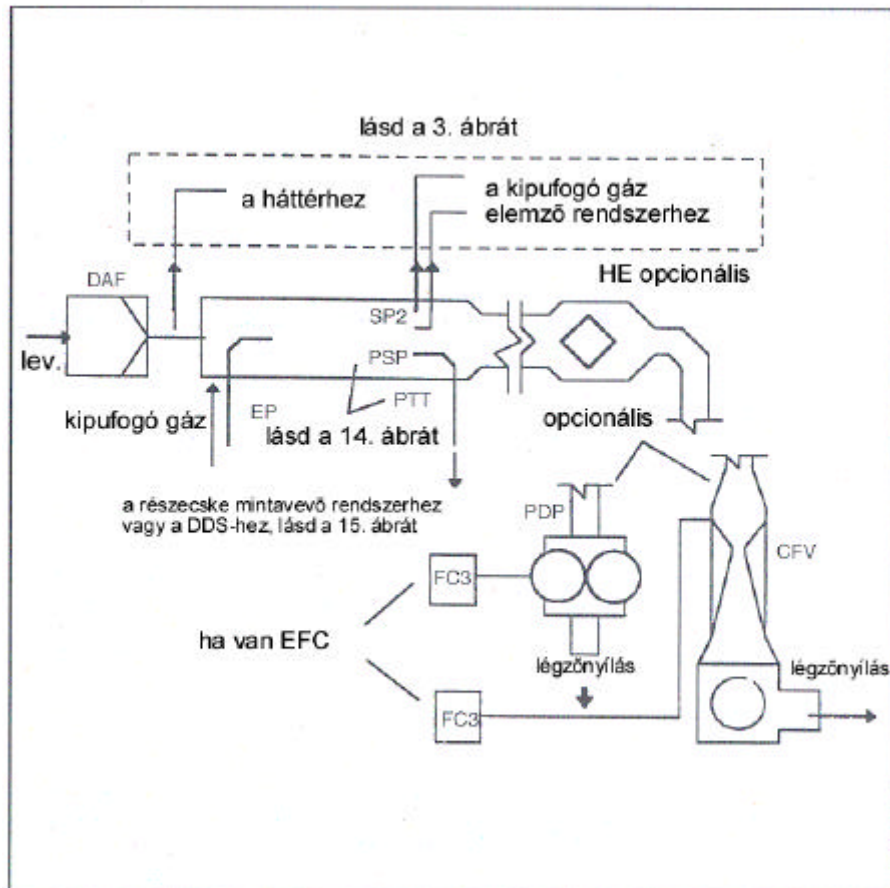 lásd a 3. ábrát
a háttérhez
a kipufogó gáz
elemző rendszerhez
HE opcionális
DAF
SP2
lev.
PSP
PTT
EP
kipufogó gáz
lásd a 14. ábrát
opcionális
a részecske mintavevő rendszerhez
vagy a DDS-hez, lásd a 15. ábrát
PDP
CFV
FC3
ha van EFC
légzőnyílás
légzőnyílás
FC3